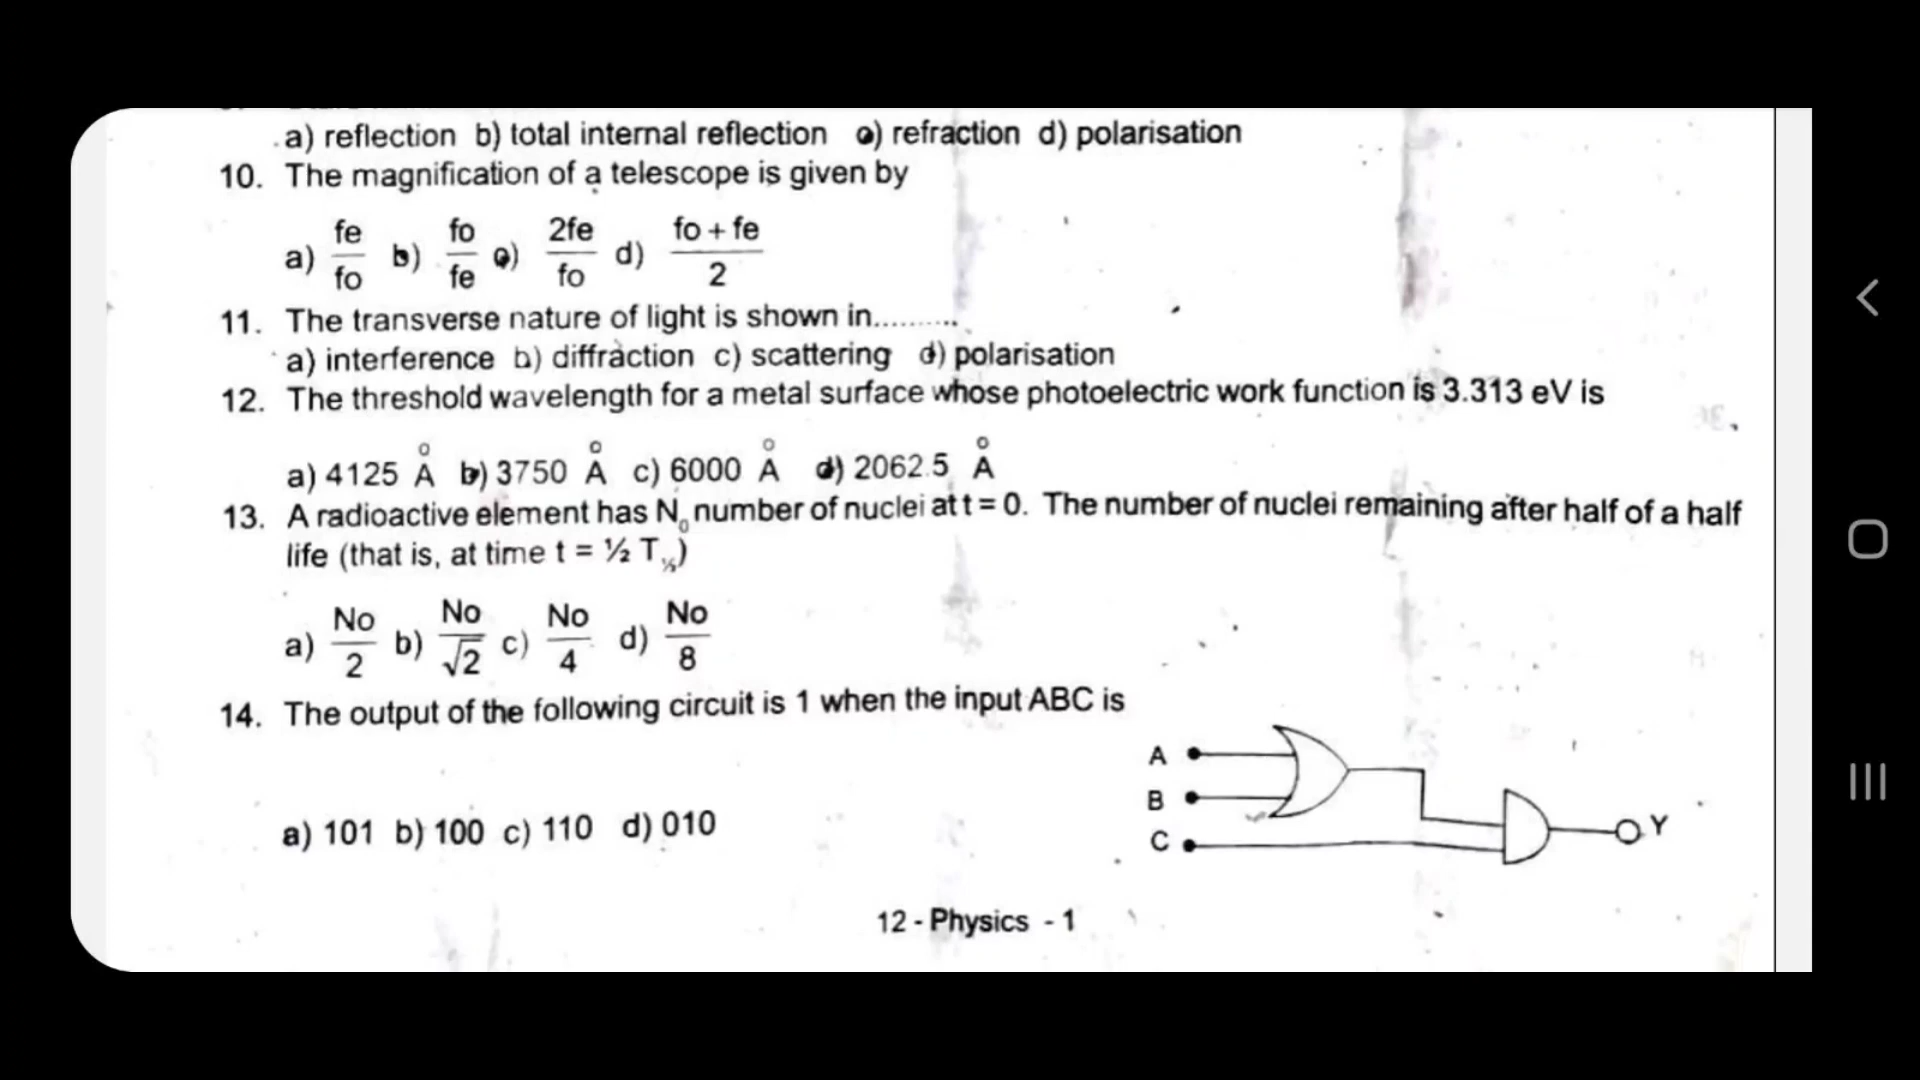 a) reflection b) total internal reflection c) refraction d) polarisation
10. The magnification of a telescope is given by
a) fe/fo b) fo/fe c) 2fe/fo d) fo + fe/2
11. The transverse nature of light is shown in..........
a) interference b) diffraction c) scattering d) polarisation
12. The threshold wavelength for a metal surface whose photoelectric work function is 3.313 eV is
a) 4125 Å b) 3750 Å c) 6000 Å d) 2062.5 Å
13. A radioactive element has N₀ number of nuclei at t = 0. The number of nuclei remaining after half of a half
life (that is, at time t = ½ T½)
a) No/2 b) No/√2 c) No/4 d) No/8
14. The output of the following circuit is 1 when the input ABC is
A
B
C
Y
a) 101 b) 100 c) 110 d) 010
12 - Physics - 1